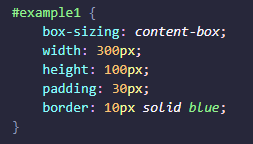 #example1 {
    box-sizing: content-box;
    width: 300px;
    height: 100px;
    padding: 30px;
    border: 10px solid blue;
}